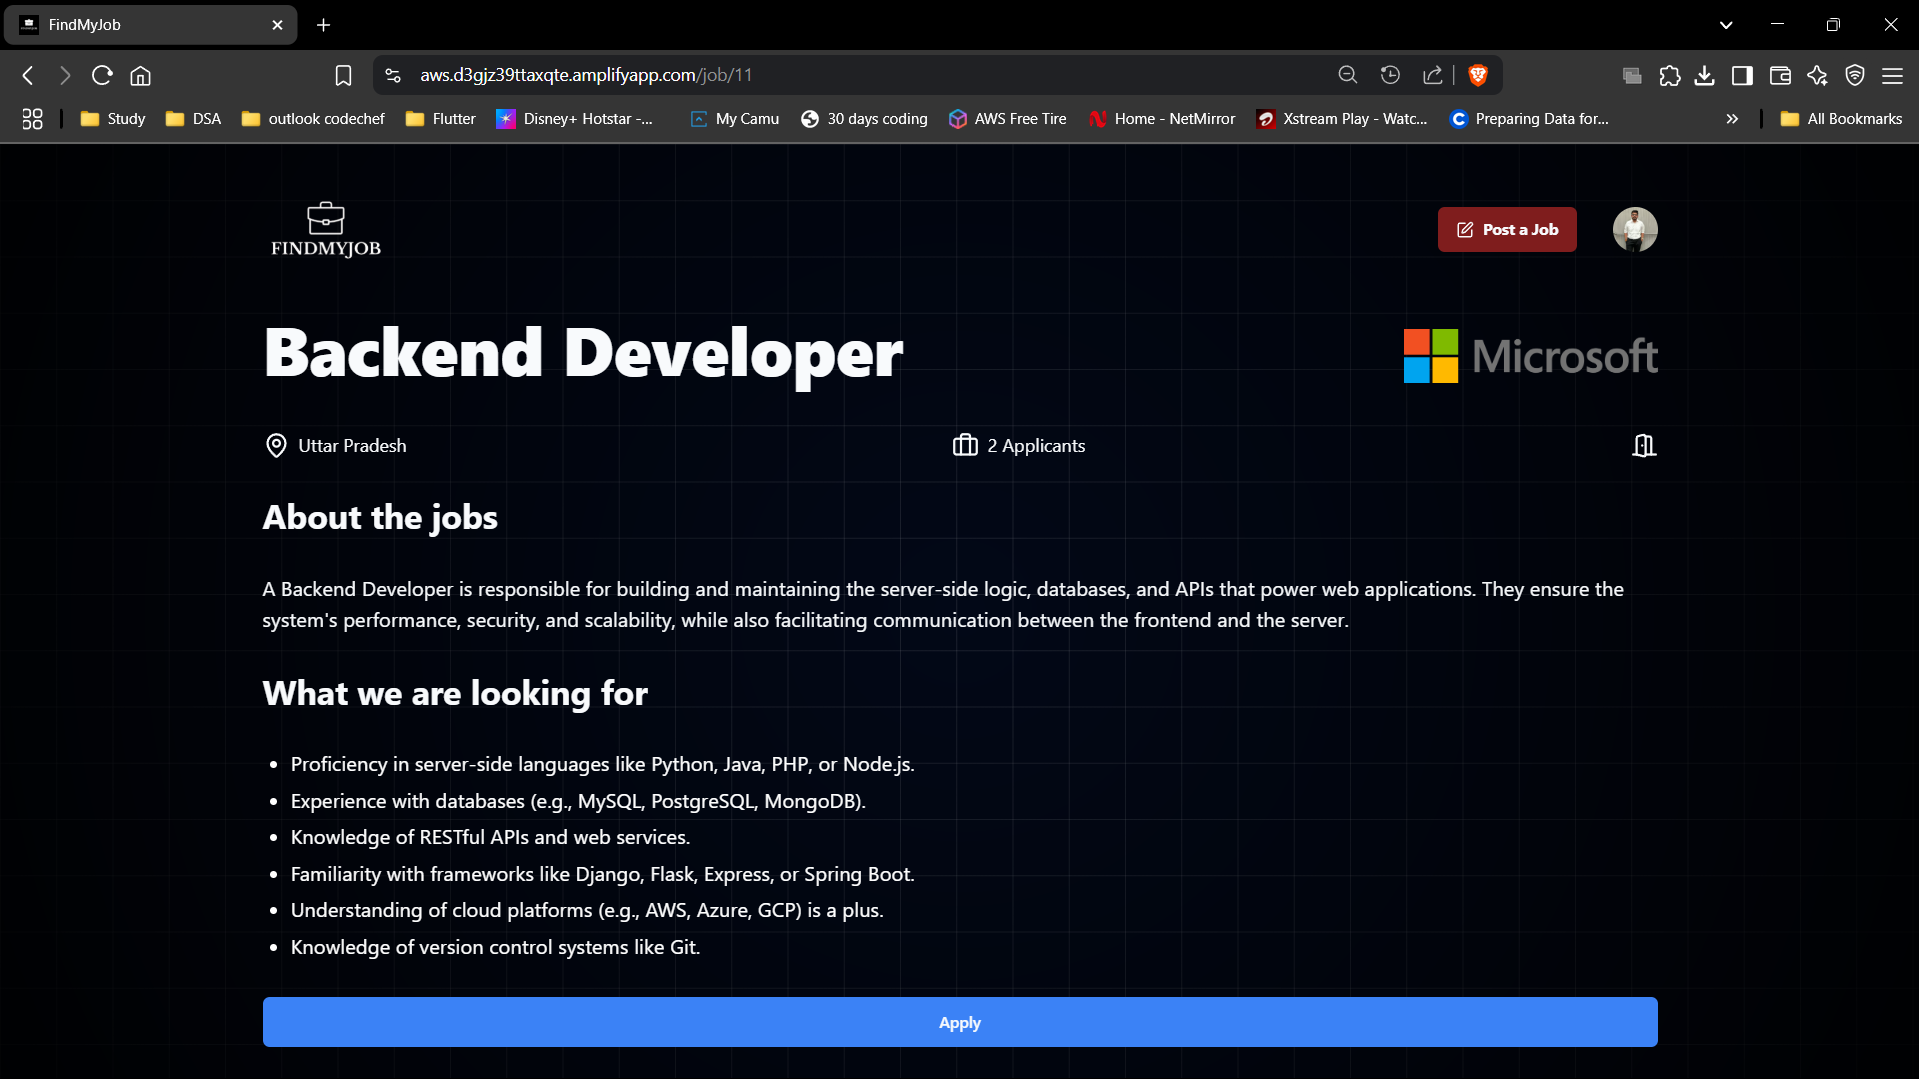 FindMyJob
aws.d3gjz39ttaxqte.amplifyapp.com/job/11
Study
DSA
outlook codechef
Flutter
Disney+ Hotstar -...
My Camu
30 days coding
AWS Free Tire
Home - NetMirror
Xstream Play - Watc...
Preparing Data for...
All Bookmarks
FINDMYJOB
Post a Job
Backend Developer
Microsoft
Uttar Pradesh
2 Applicants
About the jobs
A Backend Developer is responsible for building and maintaining the server-side logic, databases, and APIs that power web applications. They ensure the
system's performance, security, and scalability, while also facilitating communication between the frontend and the server.
What we are looking for
• Proficiency in server-side languages like Python, Java, PHP, or Node.js.
• Experience with databases (e.g., MySQL, PostgreSQL, MongoDB).
• Knowledge of RESTful APIs and web services.
• Familiarity with frameworks like Django, Flask, Express, or Spring Boot.
• Understanding of cloud platforms (e.g., AWS, Azure, GCP) is a plus.
• Knowledge of version control systems like Git.
Apply